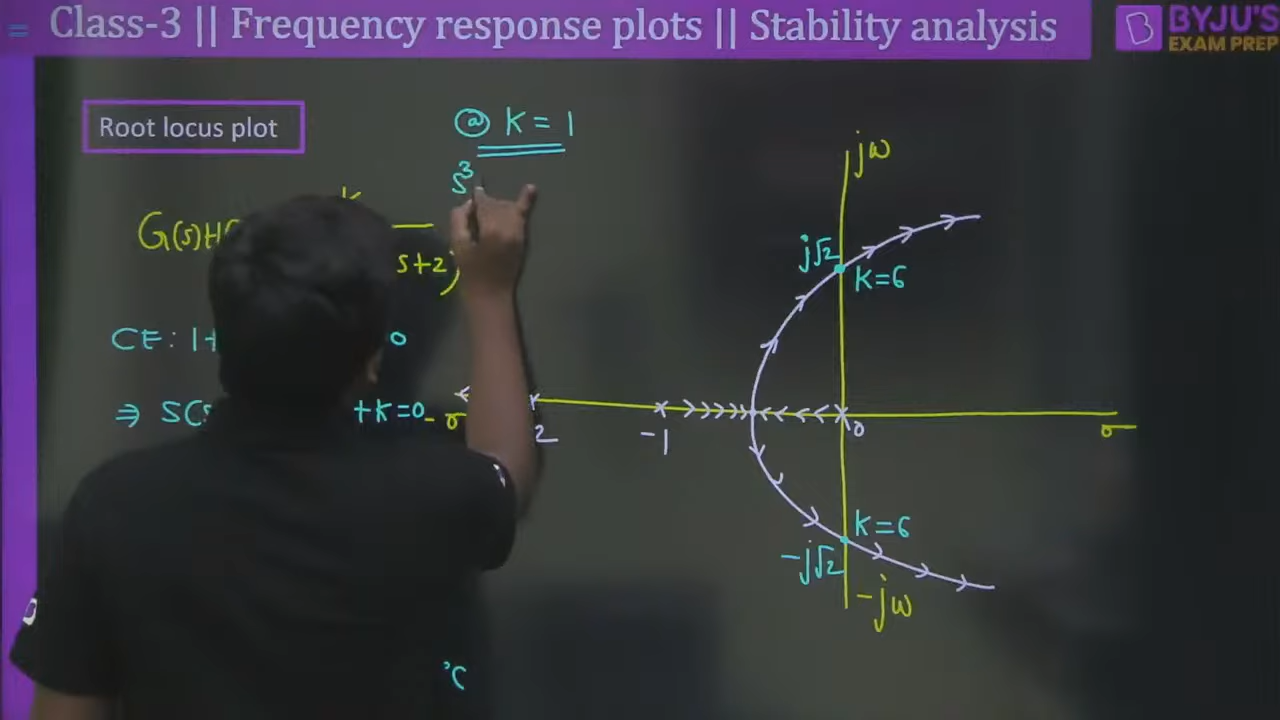 Class-3 || Frequency response plots || Stability analysis
BYJU'S
EXAM PREP
Root locus plot
@ K = 1
s³
G(s)H(
s+2)
CE: 1+
0
⇒ s(s
+K=0
jω
j√2
K=6
-σ
2
-1
0
σ
K=6
-j√2
-jω